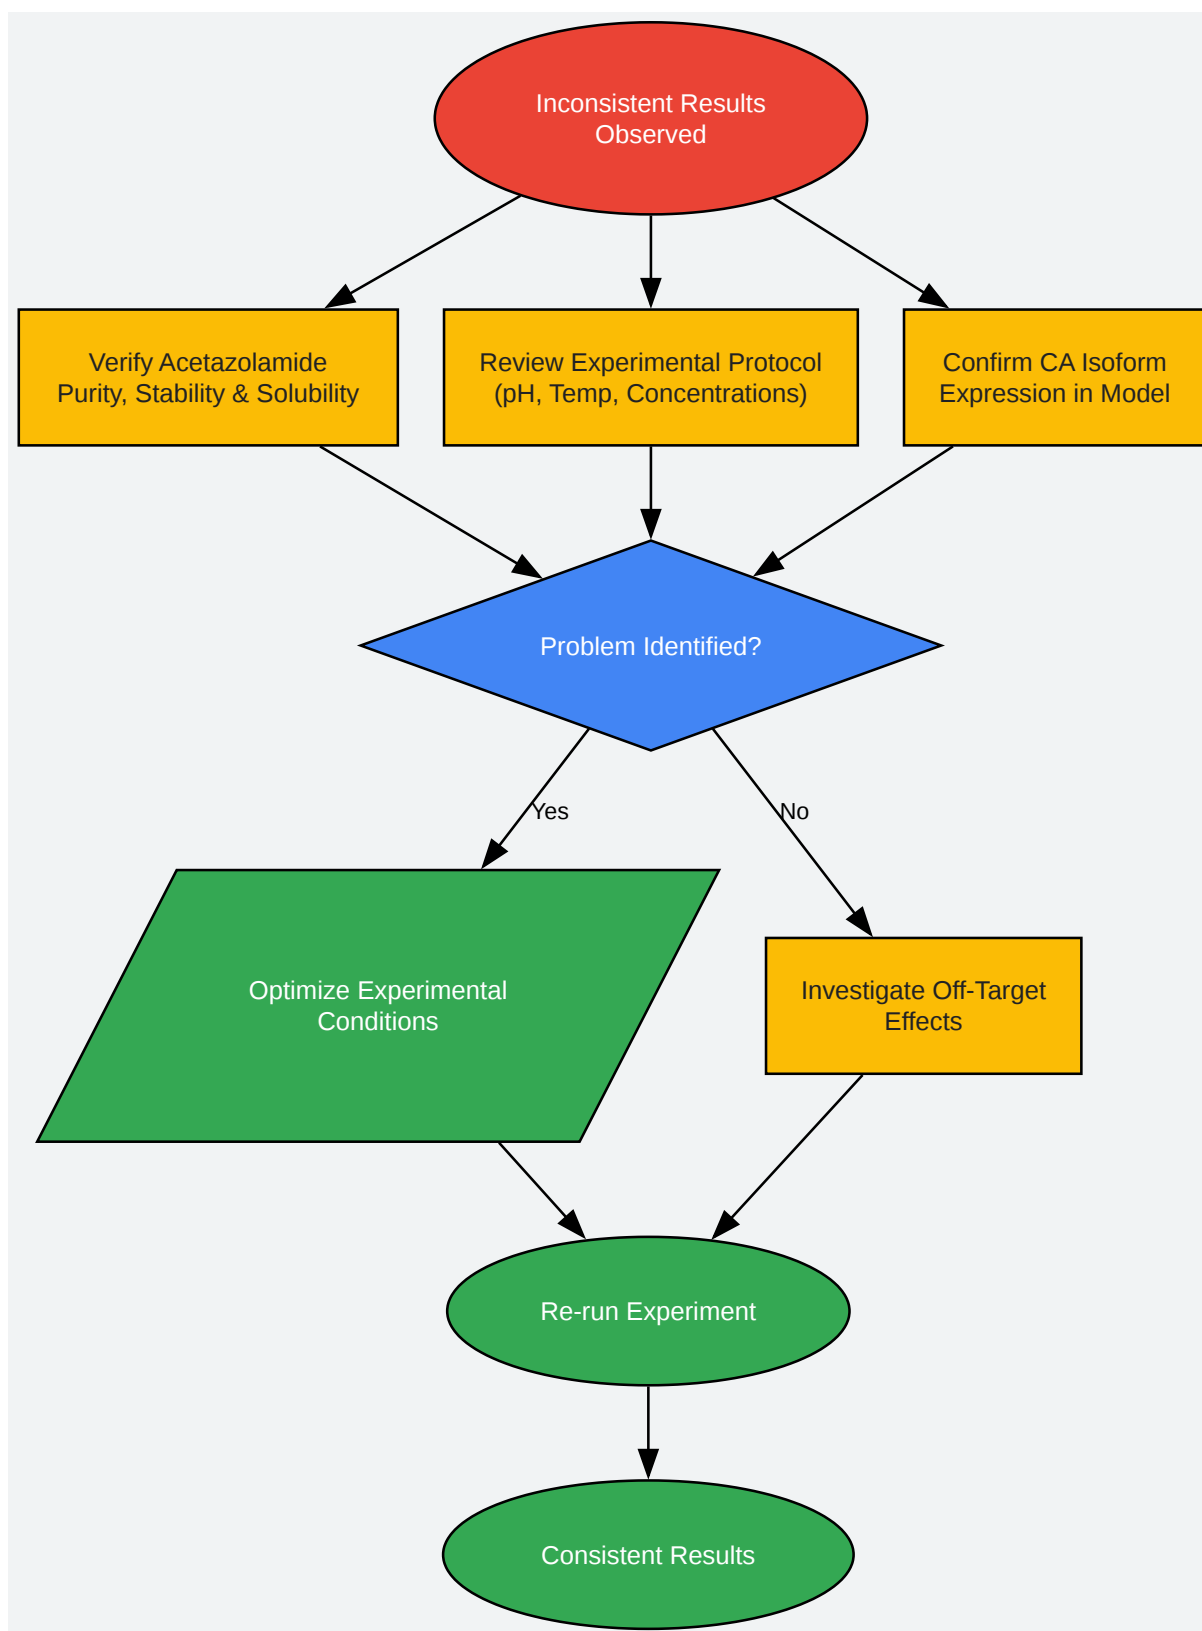 Inconsistent Results
Observed
Verify Acetazolamide
Purity, Stability & Solubility
Review Experimental Protocol
(pH, Temp, Concentrations)
Confirm CA Isoform
Expression in Model
Problem Identified?
Yes
No
Optimize Experimental
Conditions
Investigate Off-Target
Effects
Re-run Experiment
Consistent Results